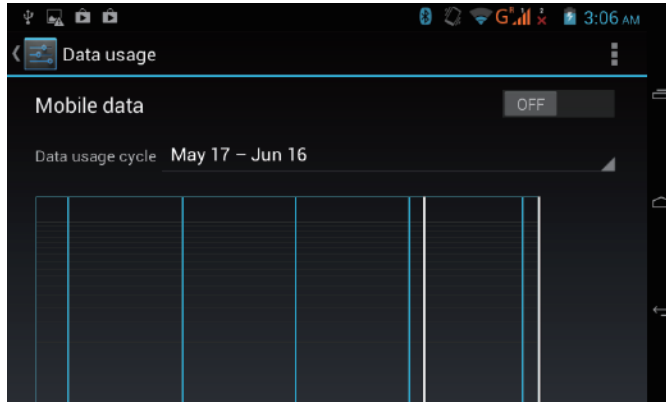 G R 3:06 AM
Data usage
Mobile data OFF
Data usage cycle May 17 – Jun 16